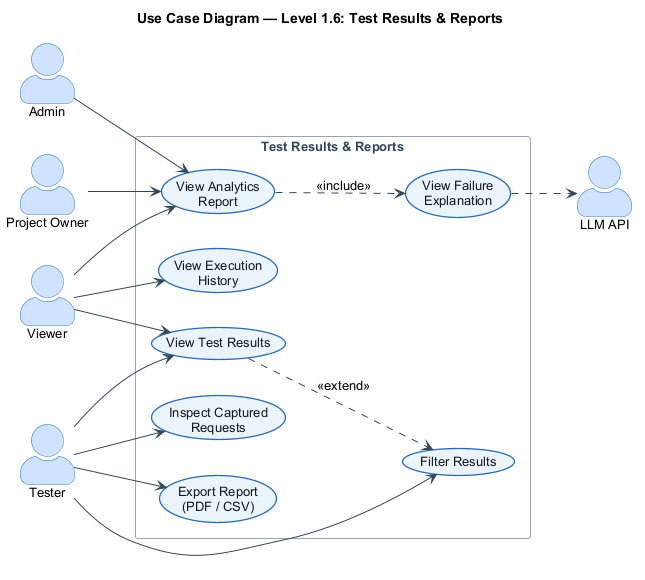 Use Case Diagram — Level 1.6: Test Results & Reports
Admin
Test Results & Reports
View Analytics
Report
«include»
View Failure
Explanation
Project Owner
LLM API
View Execution
History
Viewer
View Test Results
«extend»
Inspect Captured
Requests
Filter Results
Tester
Export Report
(PDF / CSV)